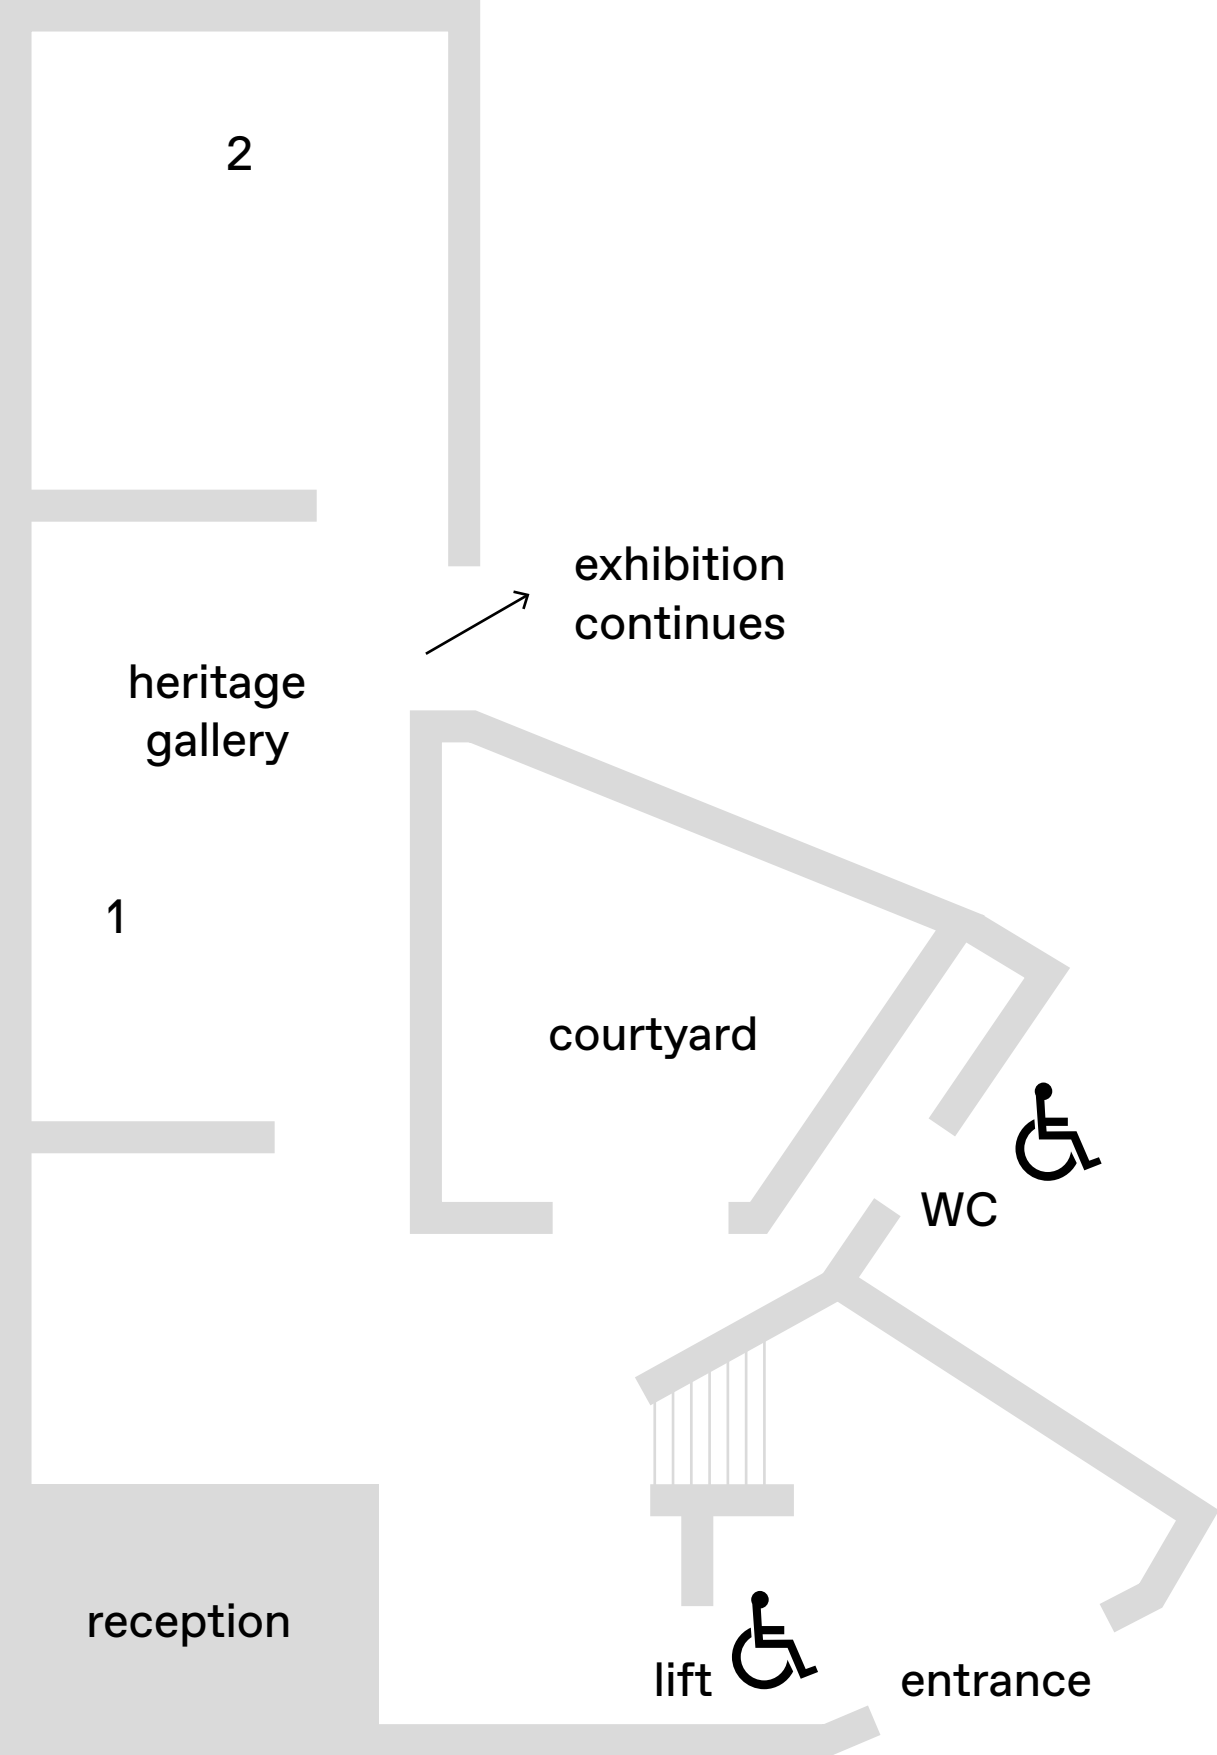 2
exhibition
continues
heritage
gallery
1
courtyard
WC
reception
lift
entrance